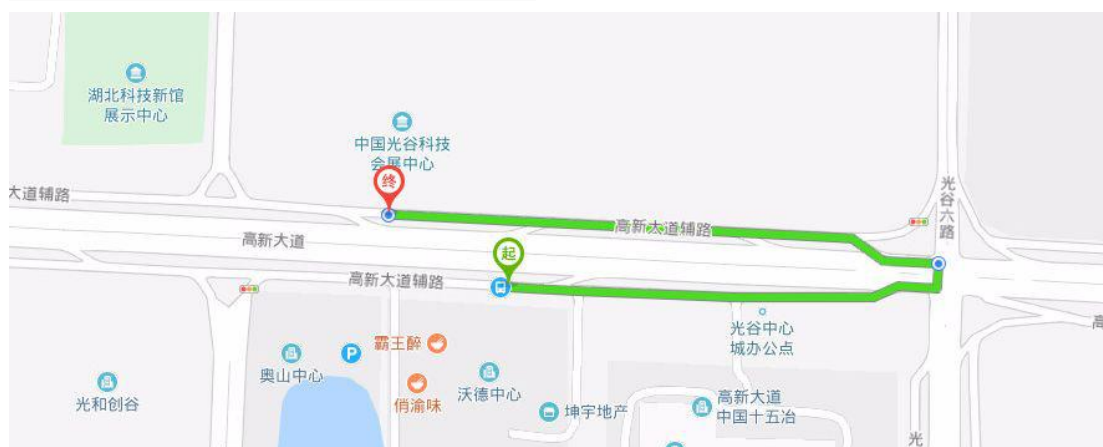 湖北科技新馆
展示中心
中国光谷科技
会展中心
终
大道辅路
光谷六路
高新大道辅路
高新大道
起
高新大道辅路
光谷中心
城办公点
高
霸王醉
P
奥山中心
俏渝味
沃德中心
光和创谷
坤宇地产
高新大道
中国十五冶
光